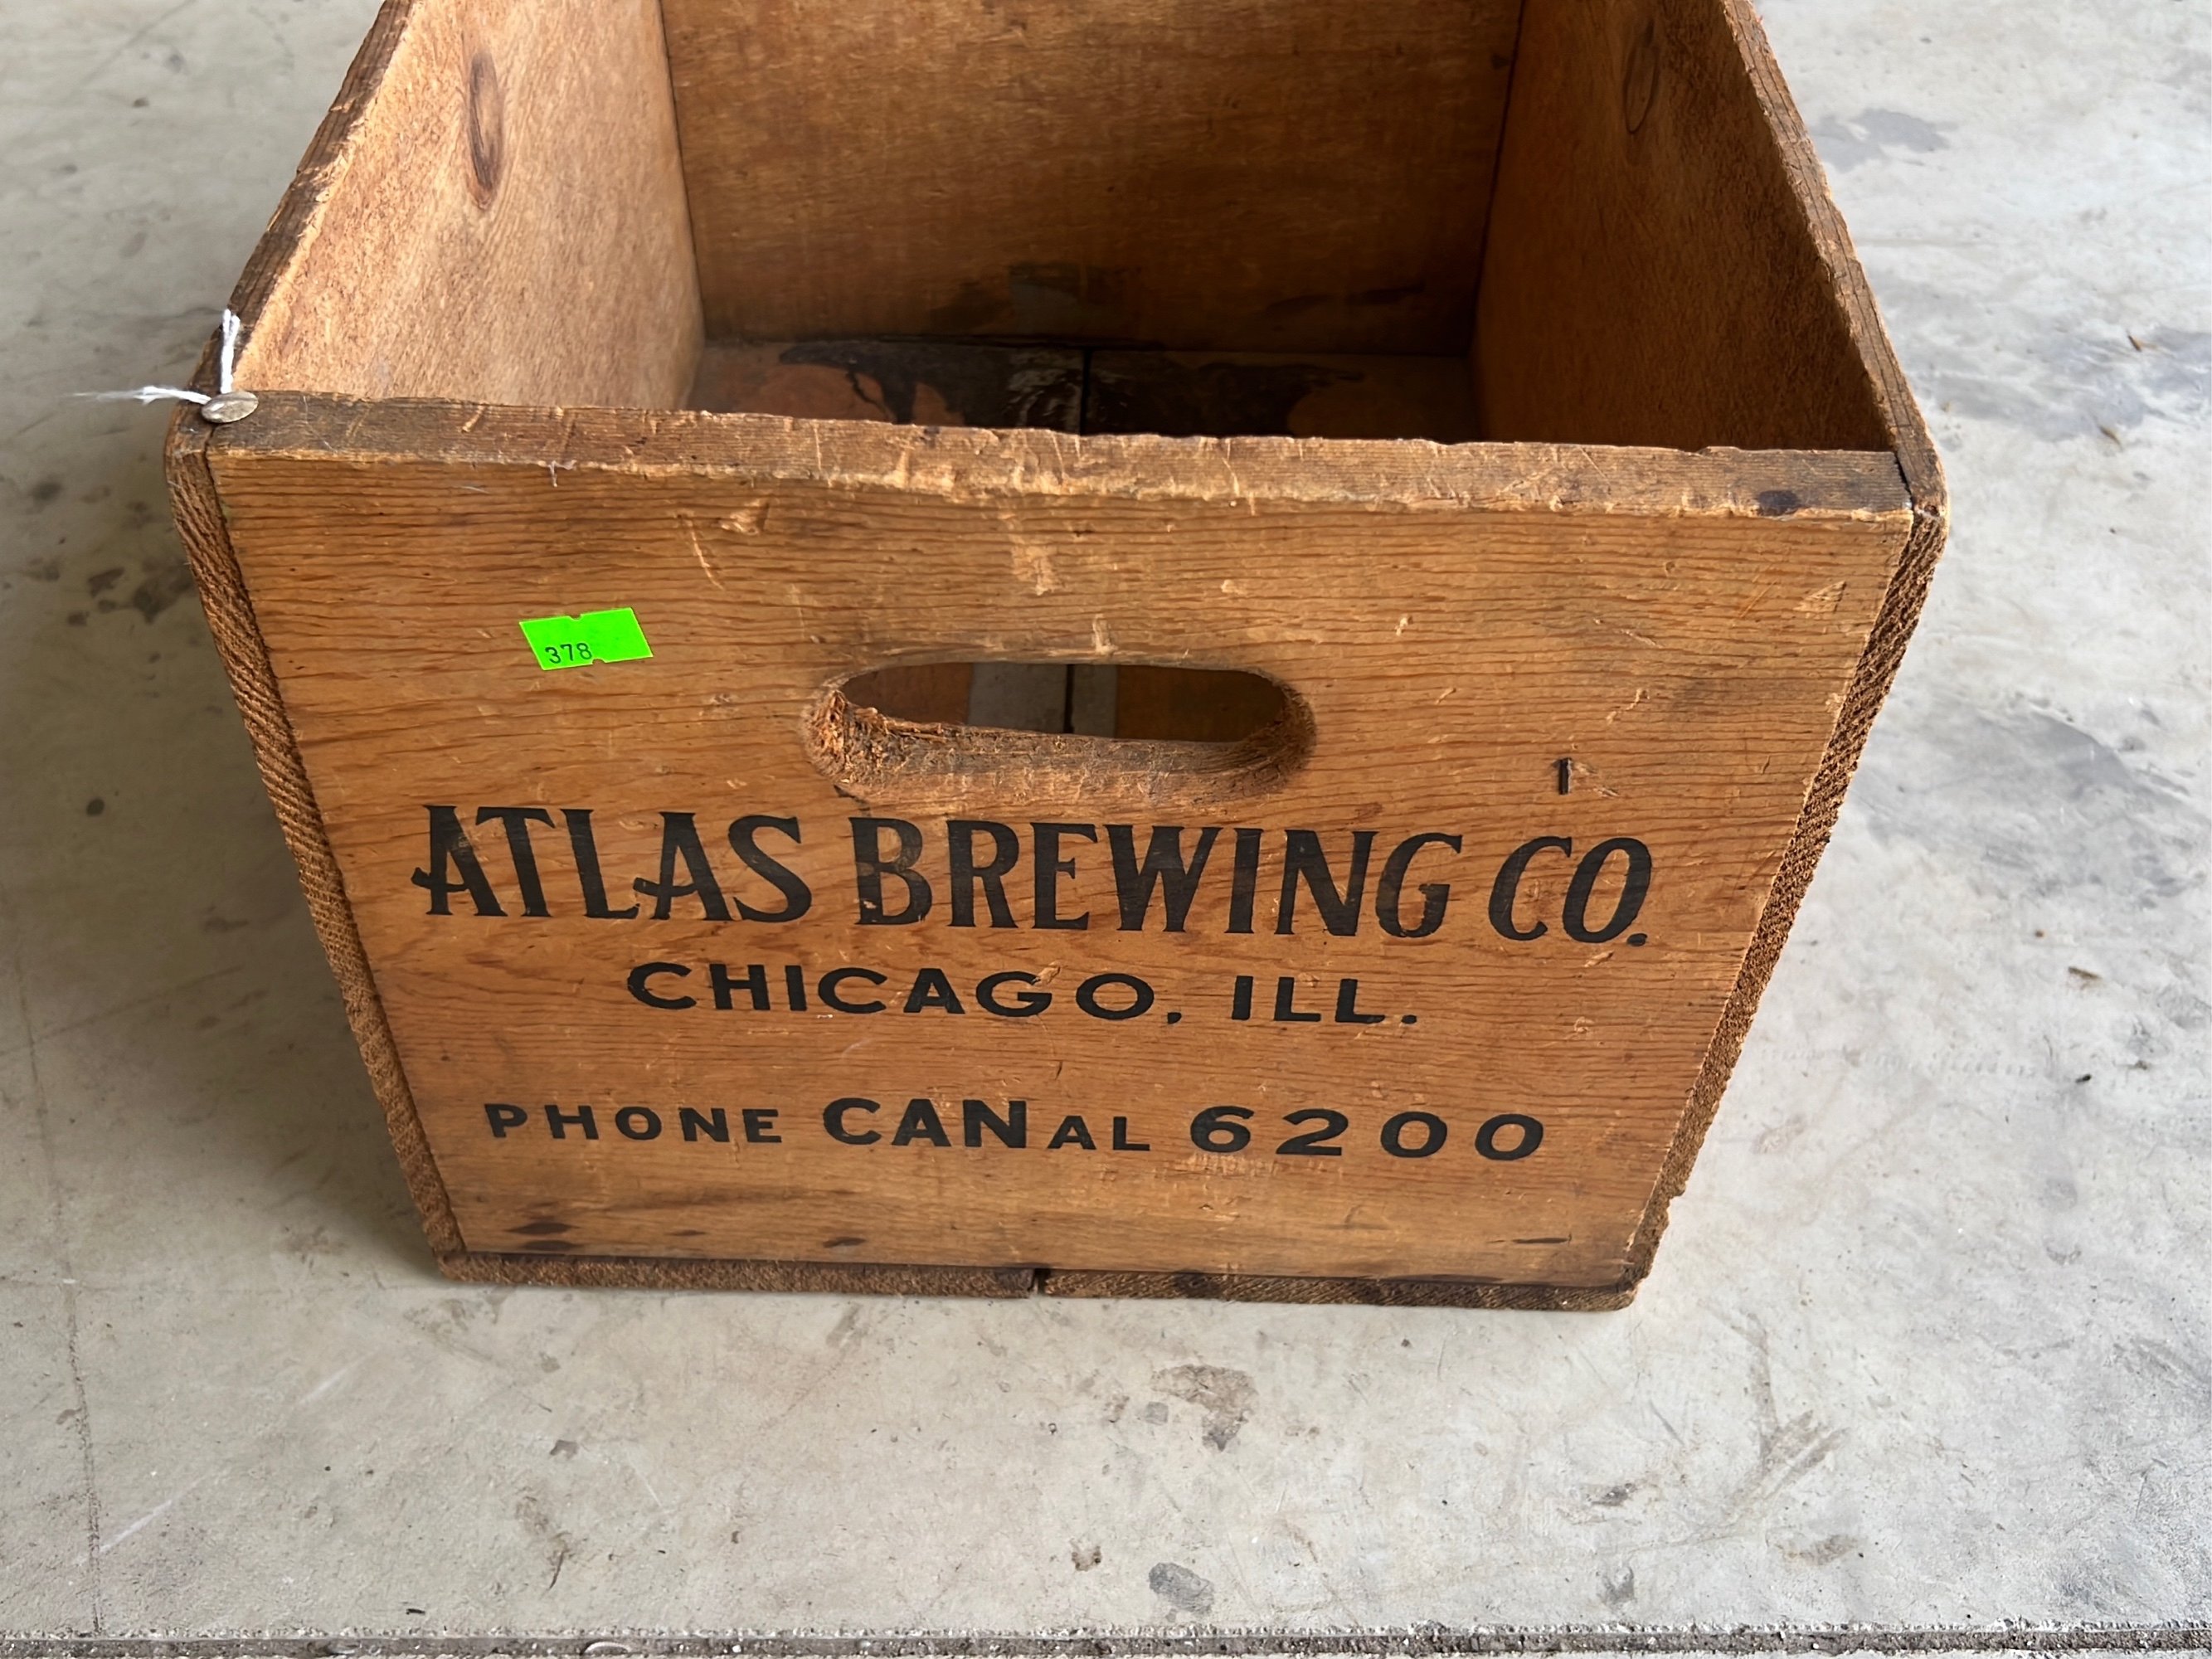 378
ATLAS BREWING CO.
CHICAGO, ILL.
PHONE CANAL 6200